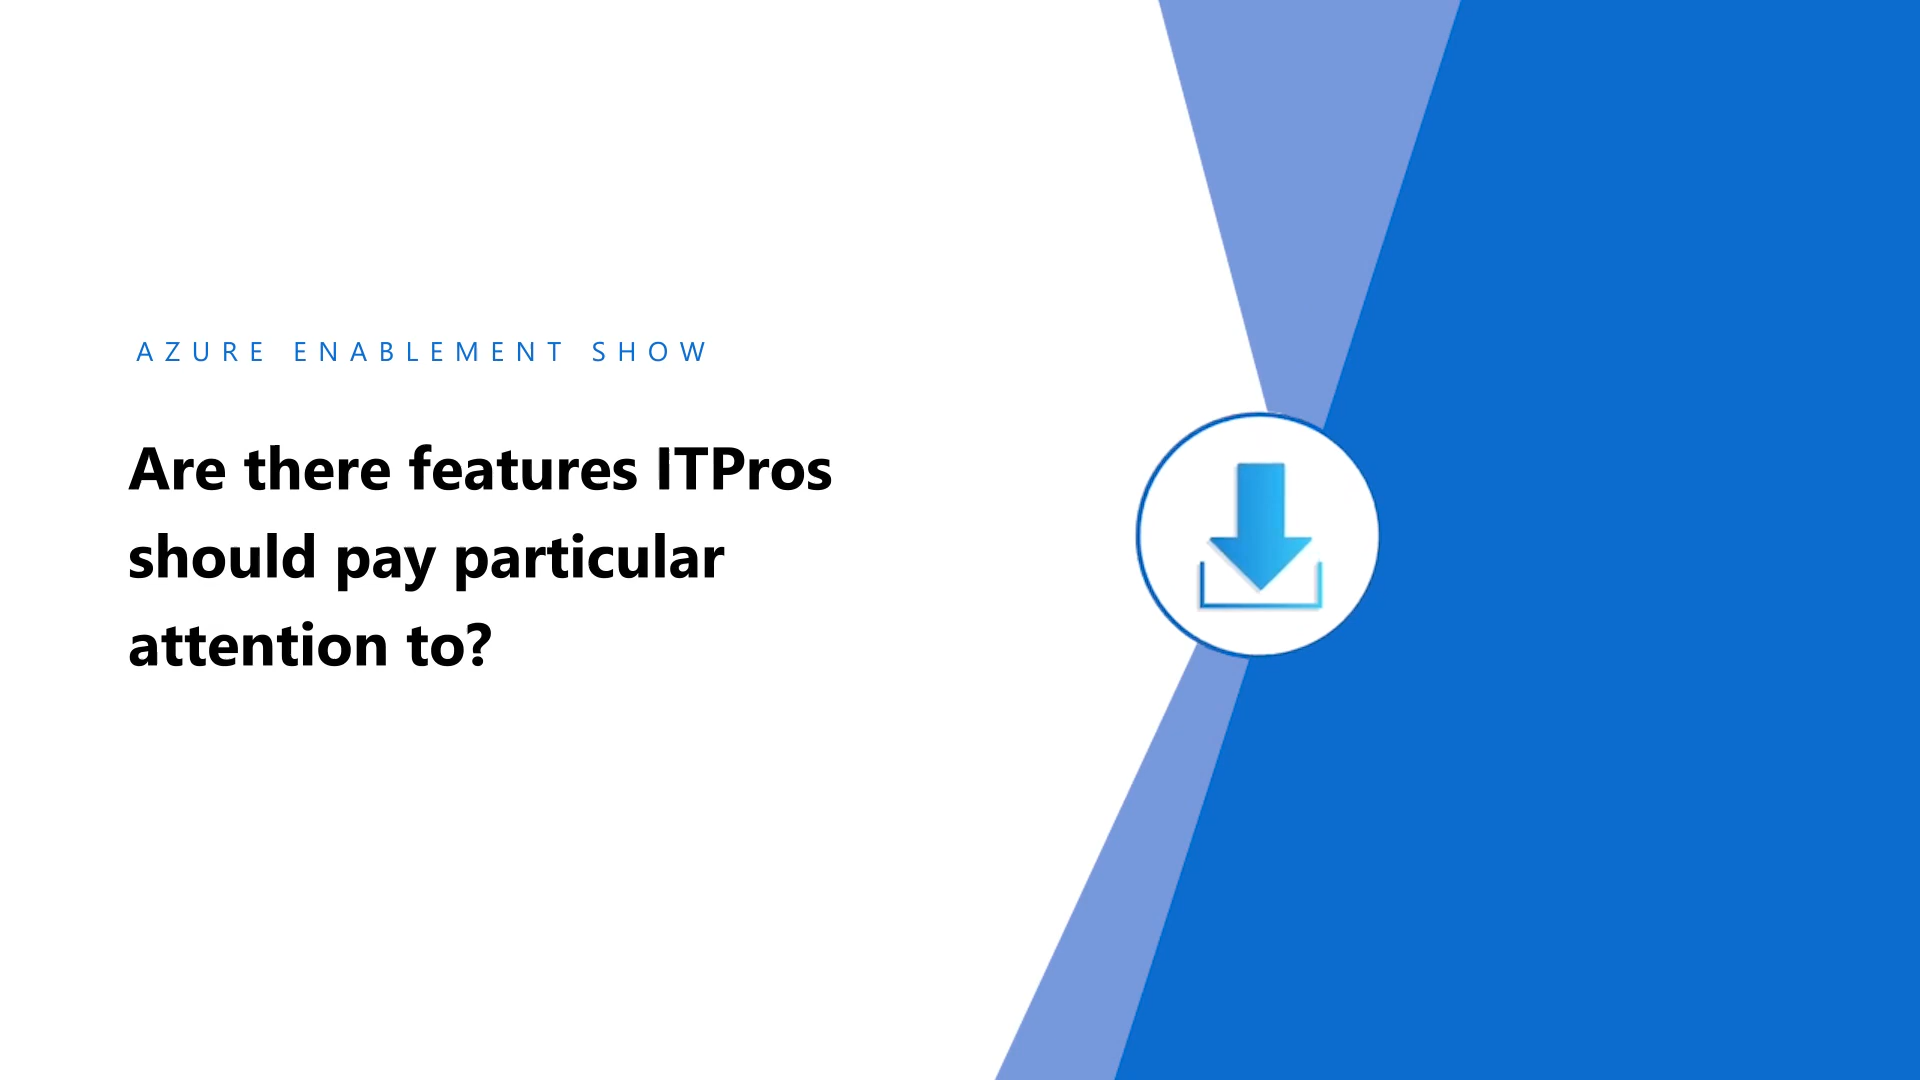 AZURE ENABLEMENT SHOW
Are there features ITPros
should pay particular
attention to?